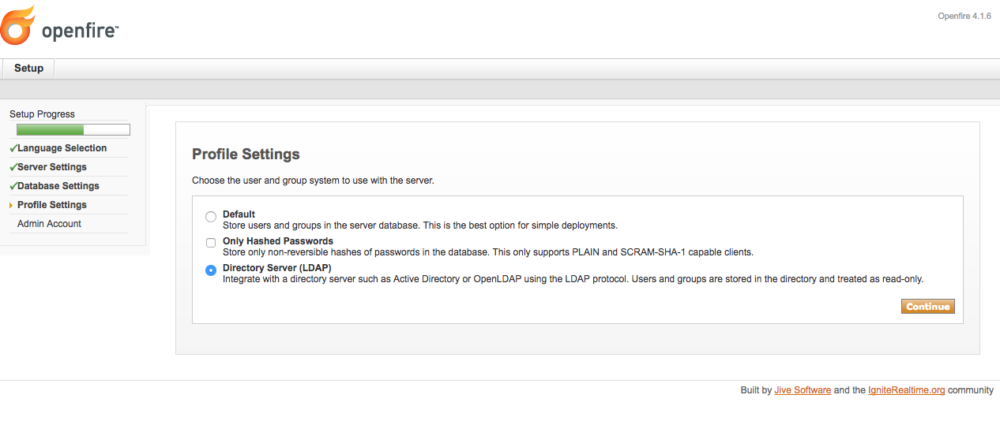 openfire™
Openfire 4.1.6
Setup
Setup Progress
Language Selection
Server Settings
Database Settings
Profile Settings
Admin Account
Profile Settings
Choose the user and group system to use with the server.
Default
Store users and groups in the server database. This is the best option for simple deployments.
Only Hashed Passwords
Store only non-reversible hashes of passwords in the database. This only supports PLAIN and SCRAM-SHA-1 capable clients.
Directory Server (LDAP)
Integrate with a directory server such as Active Directory or OpenLDAP using the LDAP protocol. Users and groups are stored in the directory and treated as read-only.
Continue
Built by Jive Software and the IgniteRealtime.org community